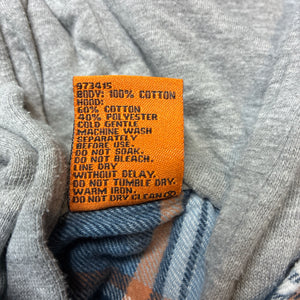 973415
BODY: 100% COTTON
HOOD:
60% COTTON
40% POLYESTER
COLD GENTLE
MACHINE WASH
SEPARATELY
BEFORE USE.
DO NOT SOAK.
DO NOT BLEACH.
LINE DRY
WITHOUT DELAY.
DO NOT TUMBLE DRY.
WARM IRON.
DO NOT DRY CLEAN